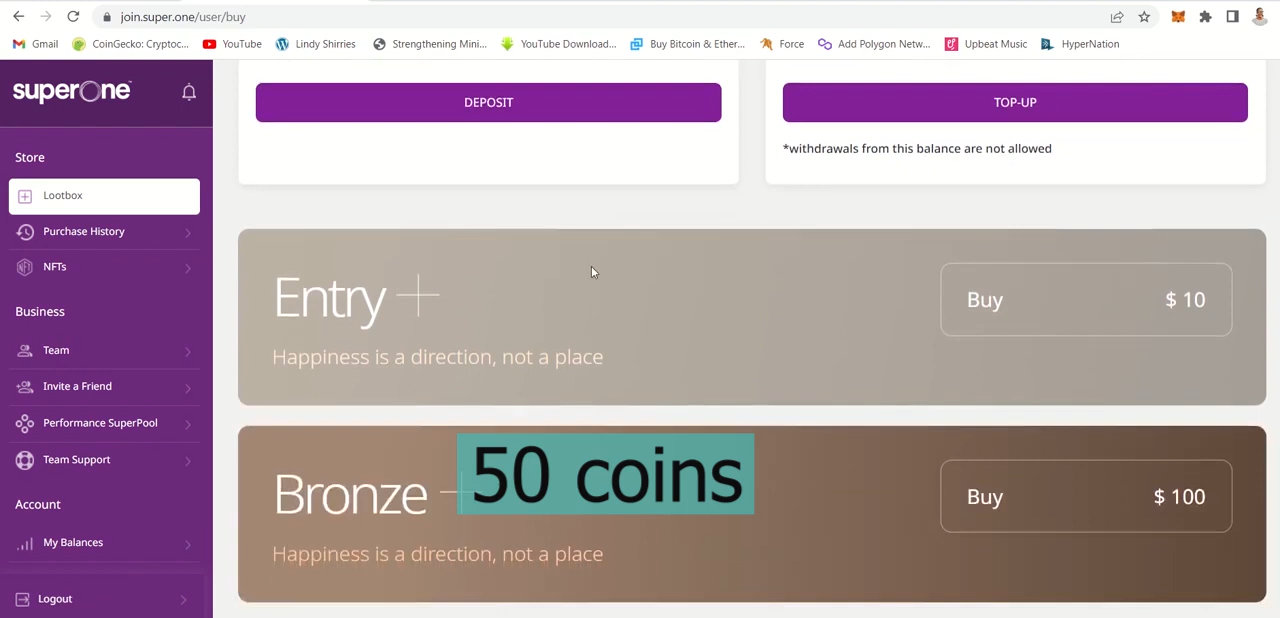 join.super.one/user/buy
Gmail
CoinGecko: Cryptoc...
YouTube
Lindy Shirries
Strengthening Mini...
YouTube Download...
Buy Bitcoin & Ether...
Force
Add Polygon Netw...
Upbeat Music
HyperNation
superone™
DEPOSIT
TOP-UP
*withdrawals from this balance are not allowed
Store
Lootbox
Purchase History
NFTs
Business
Team
Invite a Friend
Performance SuperPool
Team Support
Account
My Balances
Logout
Entry
Buy $ 10
Happiness is a direction, not a place
50 coins
Bronze
Buy $ 100
Happiness is a direction, not a place